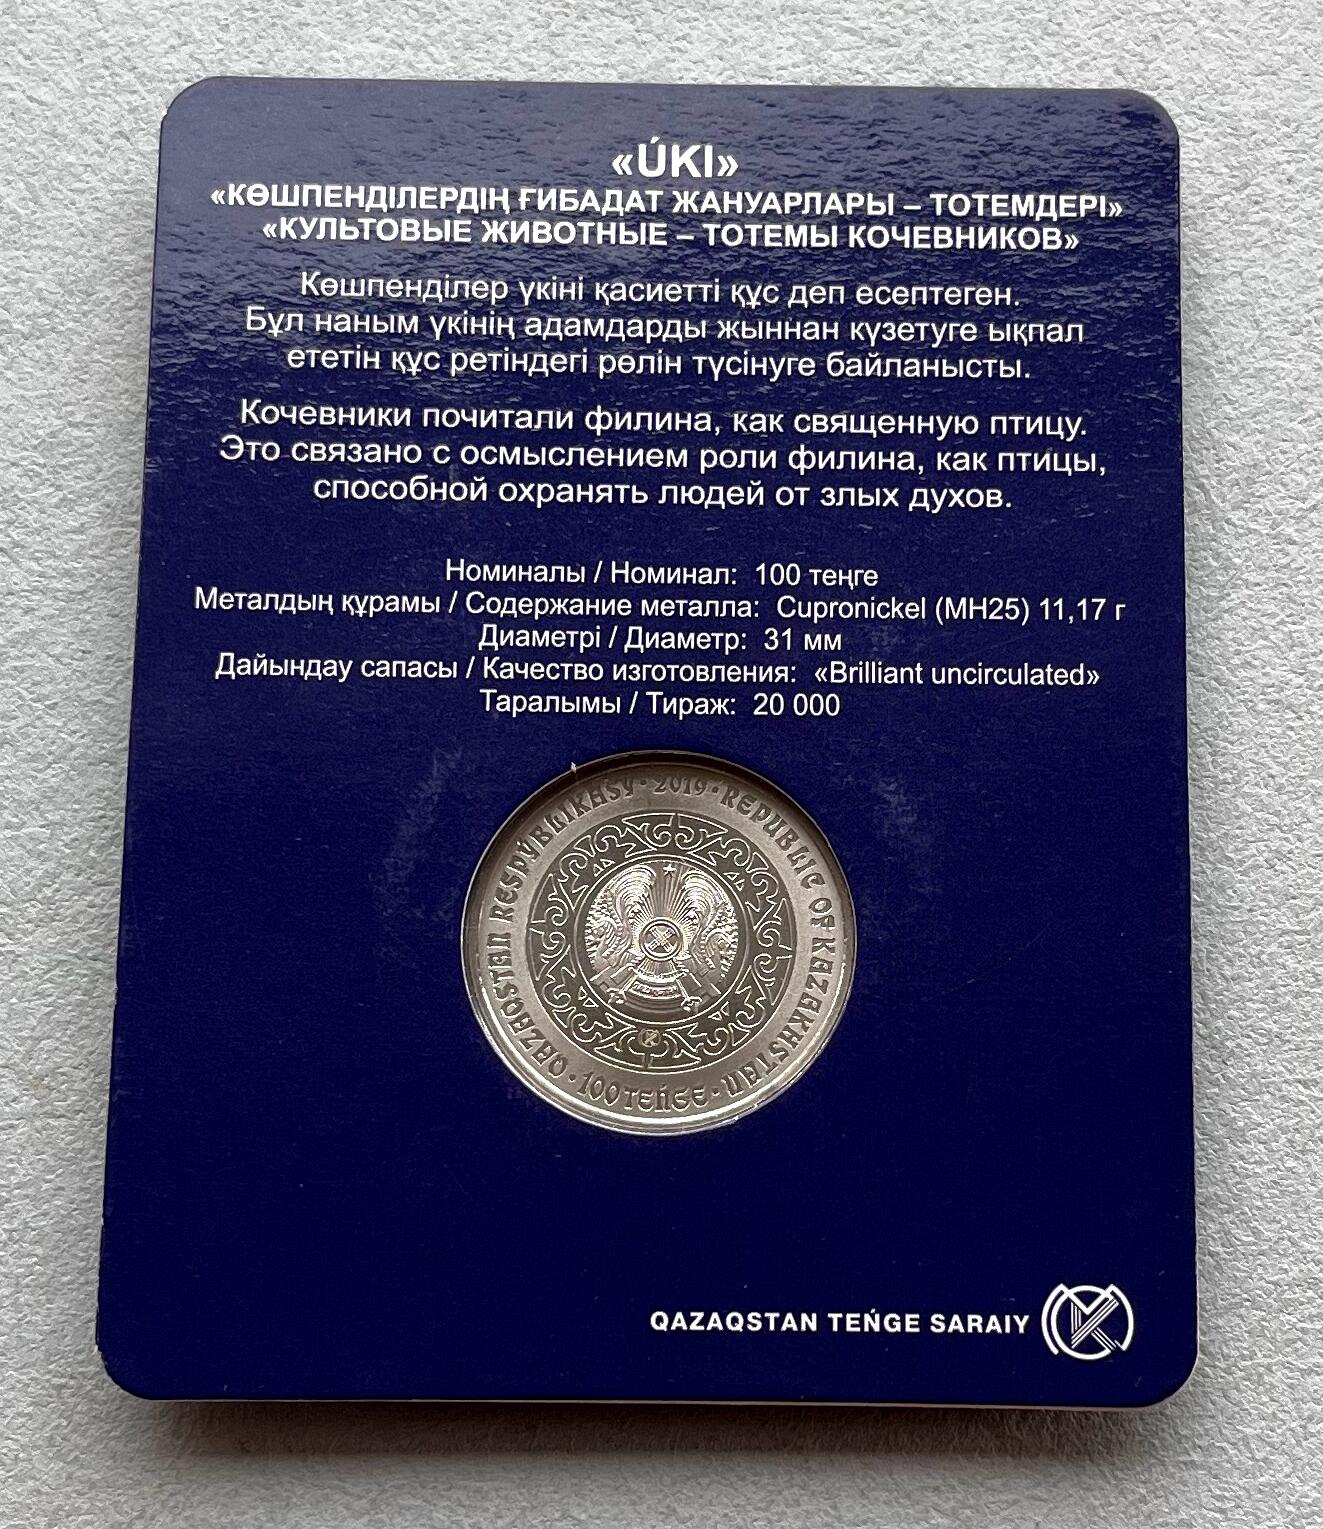 «ÚKI»
«КӨШПЕНДІЛЕРДІҢ ҒИБАДАТ ЖАНУАРЛАРЫ – ТОТЕМДЕРІ»
«КУЛЬТОВЫЕ ЖИВОТНЫЕ – ТОТЕМЫ КОЧЕВНИКОВ»
Көшпенділер үкіні қасиетті құс деп есептеген.
Бұл наным үкінің адамдарды жыннан күзетуге ықпал
ететін құс ретіндегі рөлін түсінуге байланысты.
Кочевники почитали филина, как священную птицу.
Это связано с осмыслением роли филина, как птицы,
способной охранять людей от злых духов.
Номиналы / Номинал: 100 теңге
Металдың құрамы / Содержание металла: Cupronickel (МН25) 11,17 г
Диаметрі / Диаметр: 31 мм
Дайындау сапасы / Качество изготовления: «Brilliant uncirculated»
Таралымы / Тираж: 20 000
QAZAQSTAN RESPÝBLIKASY · 2019 · REPUBLIC OF KAZAKHSTAN · 100 TEŃGE ·
QAZAQSTAN TEŃGE SARAIY